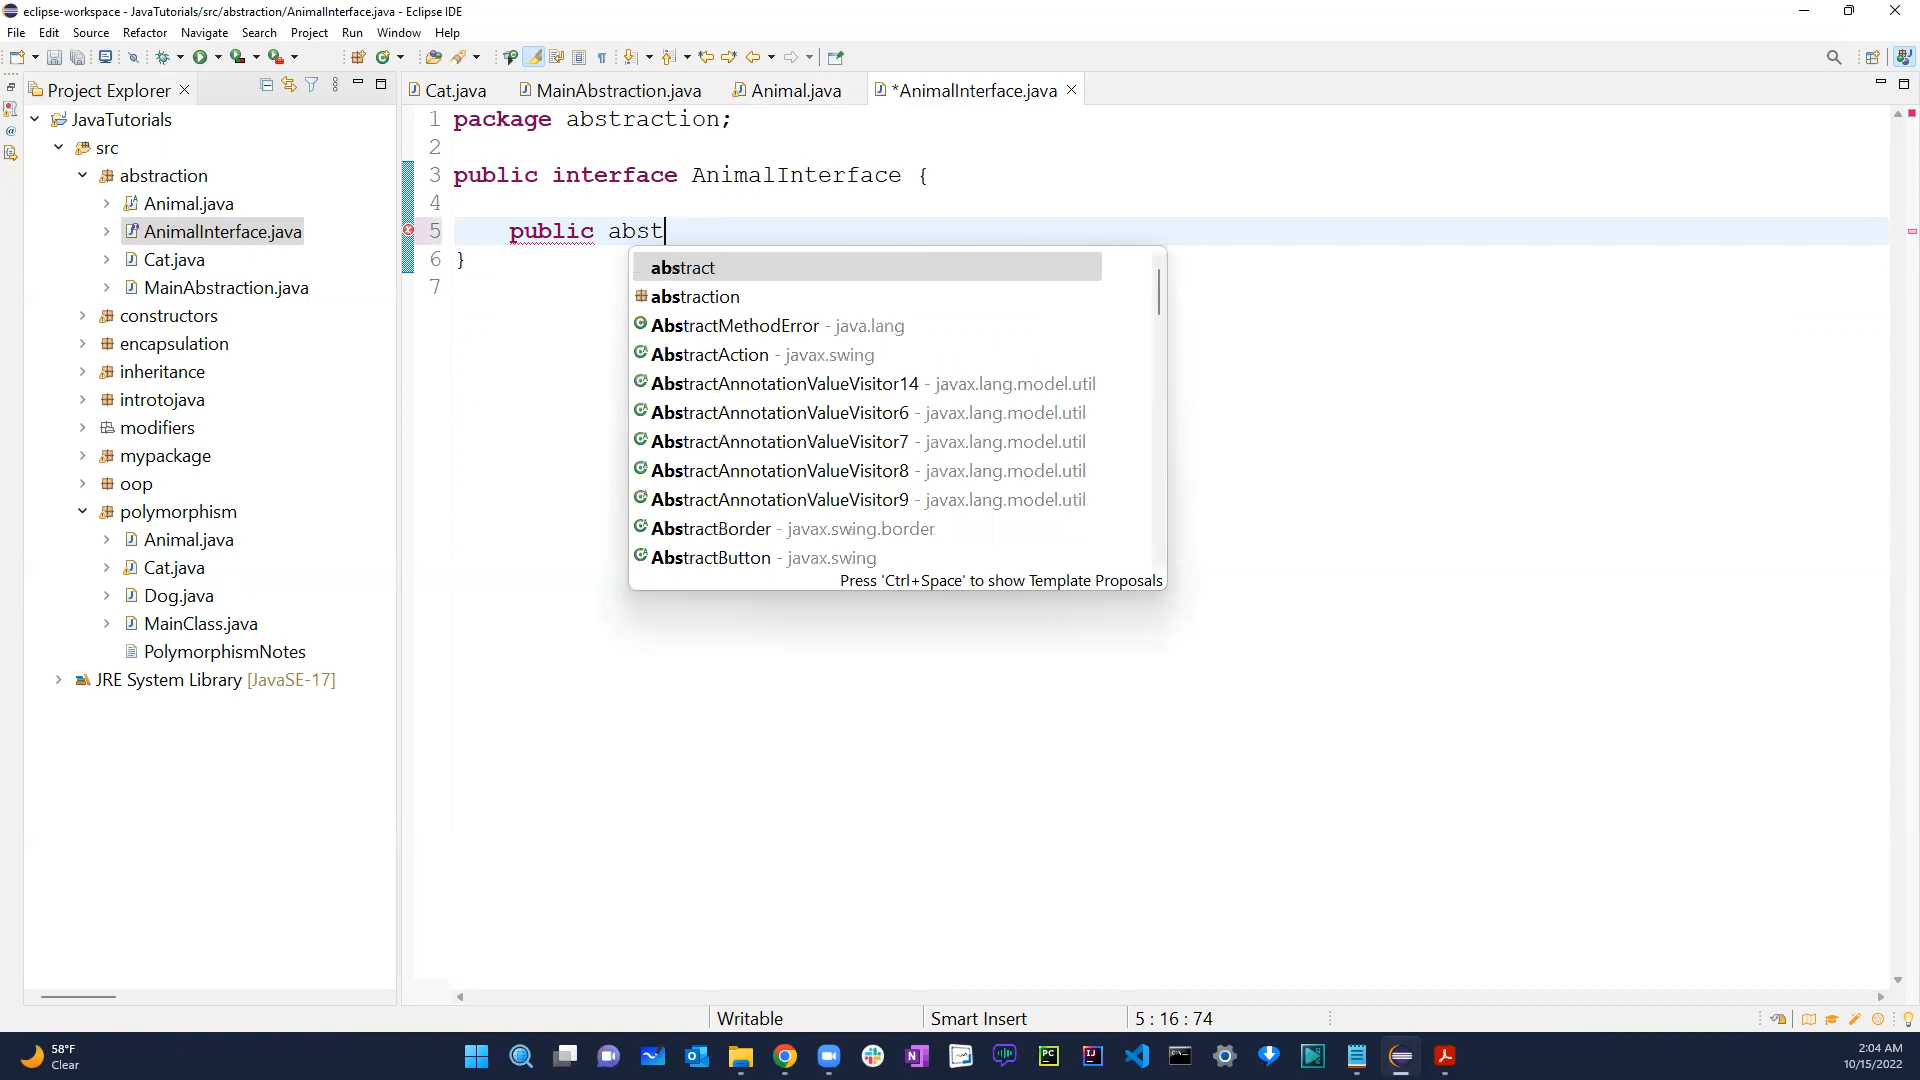 eclipse-workspace - JavaTutorials/src/abstraction/AnimalInterface.java - Eclipse IDE
File Edit Source Refactor Navigate Search Project Run Window Help
Project Explorer
Cat.java MainAbstraction.java Animal.java *AnimalInterface.java
JavaTutorials
src
abstraction
Animal.java
AnimalInterface.java
Cat.java
MainAbstraction.java
constructors
encapsulation
inheritance
introtojava
modifiers
mypackage
oop
polymorphism
Animal.java
Cat.java
Dog.java
MainClass.java
PolymorphismNotes
JRE System Library [JavaSE-17]
1 package abstraction;
2
3 public interface AnimalInterface {
4
5 public abst
6 }
7
abstract
abstraction
AbstractMethodError - java.lang
AbstractAction - javax.swing
AbstractAnnotationValueVisitor14 - javax.lang.model.util
AbstractAnnotationValueVisitor6 - javax.lang.model.util
AbstractAnnotationValueVisitor7 - javax.lang.model.util
AbstractAnnotationValueVisitor8 - javax.lang.model.util
AbstractAnnotationValueVisitor9 - javax.lang.model.util
AbstractBorder - javax.swing.border
AbstractButton - javax.swing
Press 'Ctrl+Space' to show Template Proposals
Writable Smart Insert 5 : 16 : 74
58°F
Clear
2:04 AM
10/15/2022